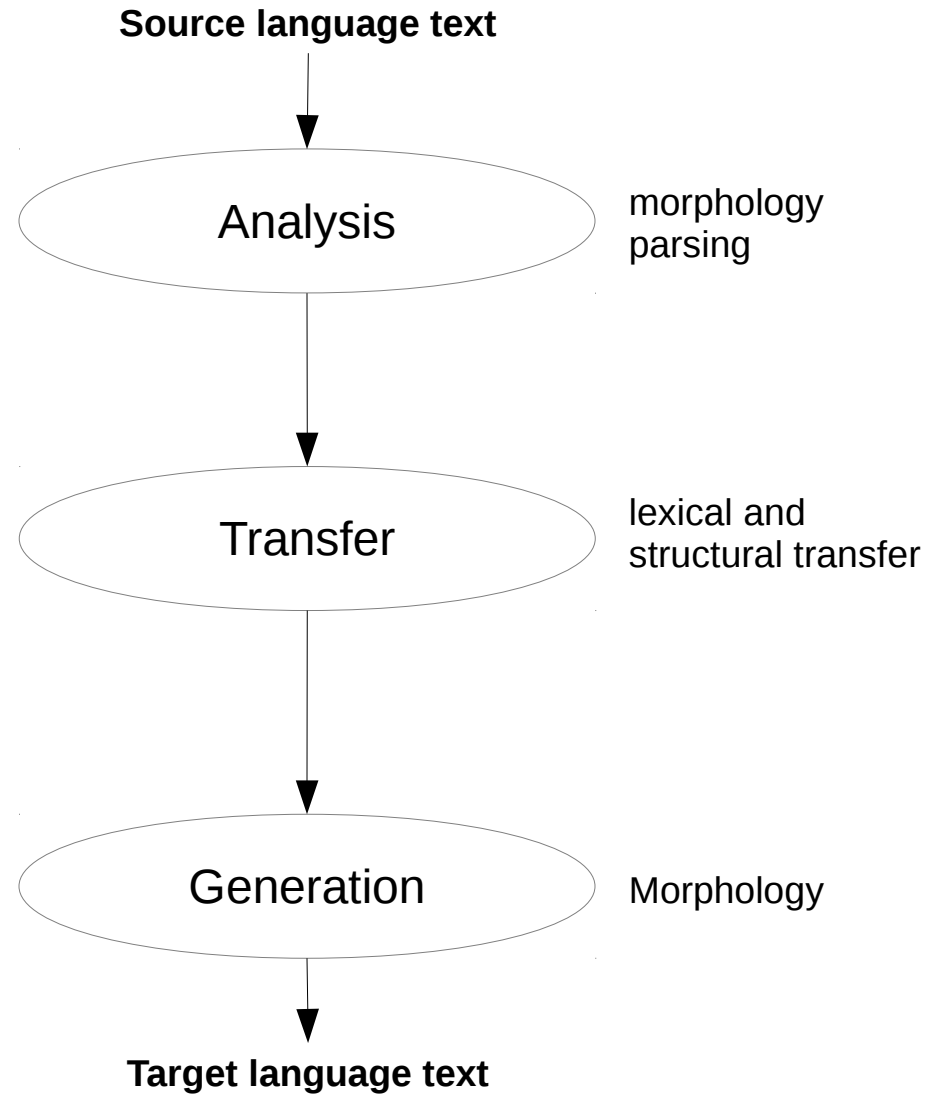 Source language text
Analysis
morphology
parsing
Transfer
lexical and
structural transfer
Generation
Morphology
Target language text